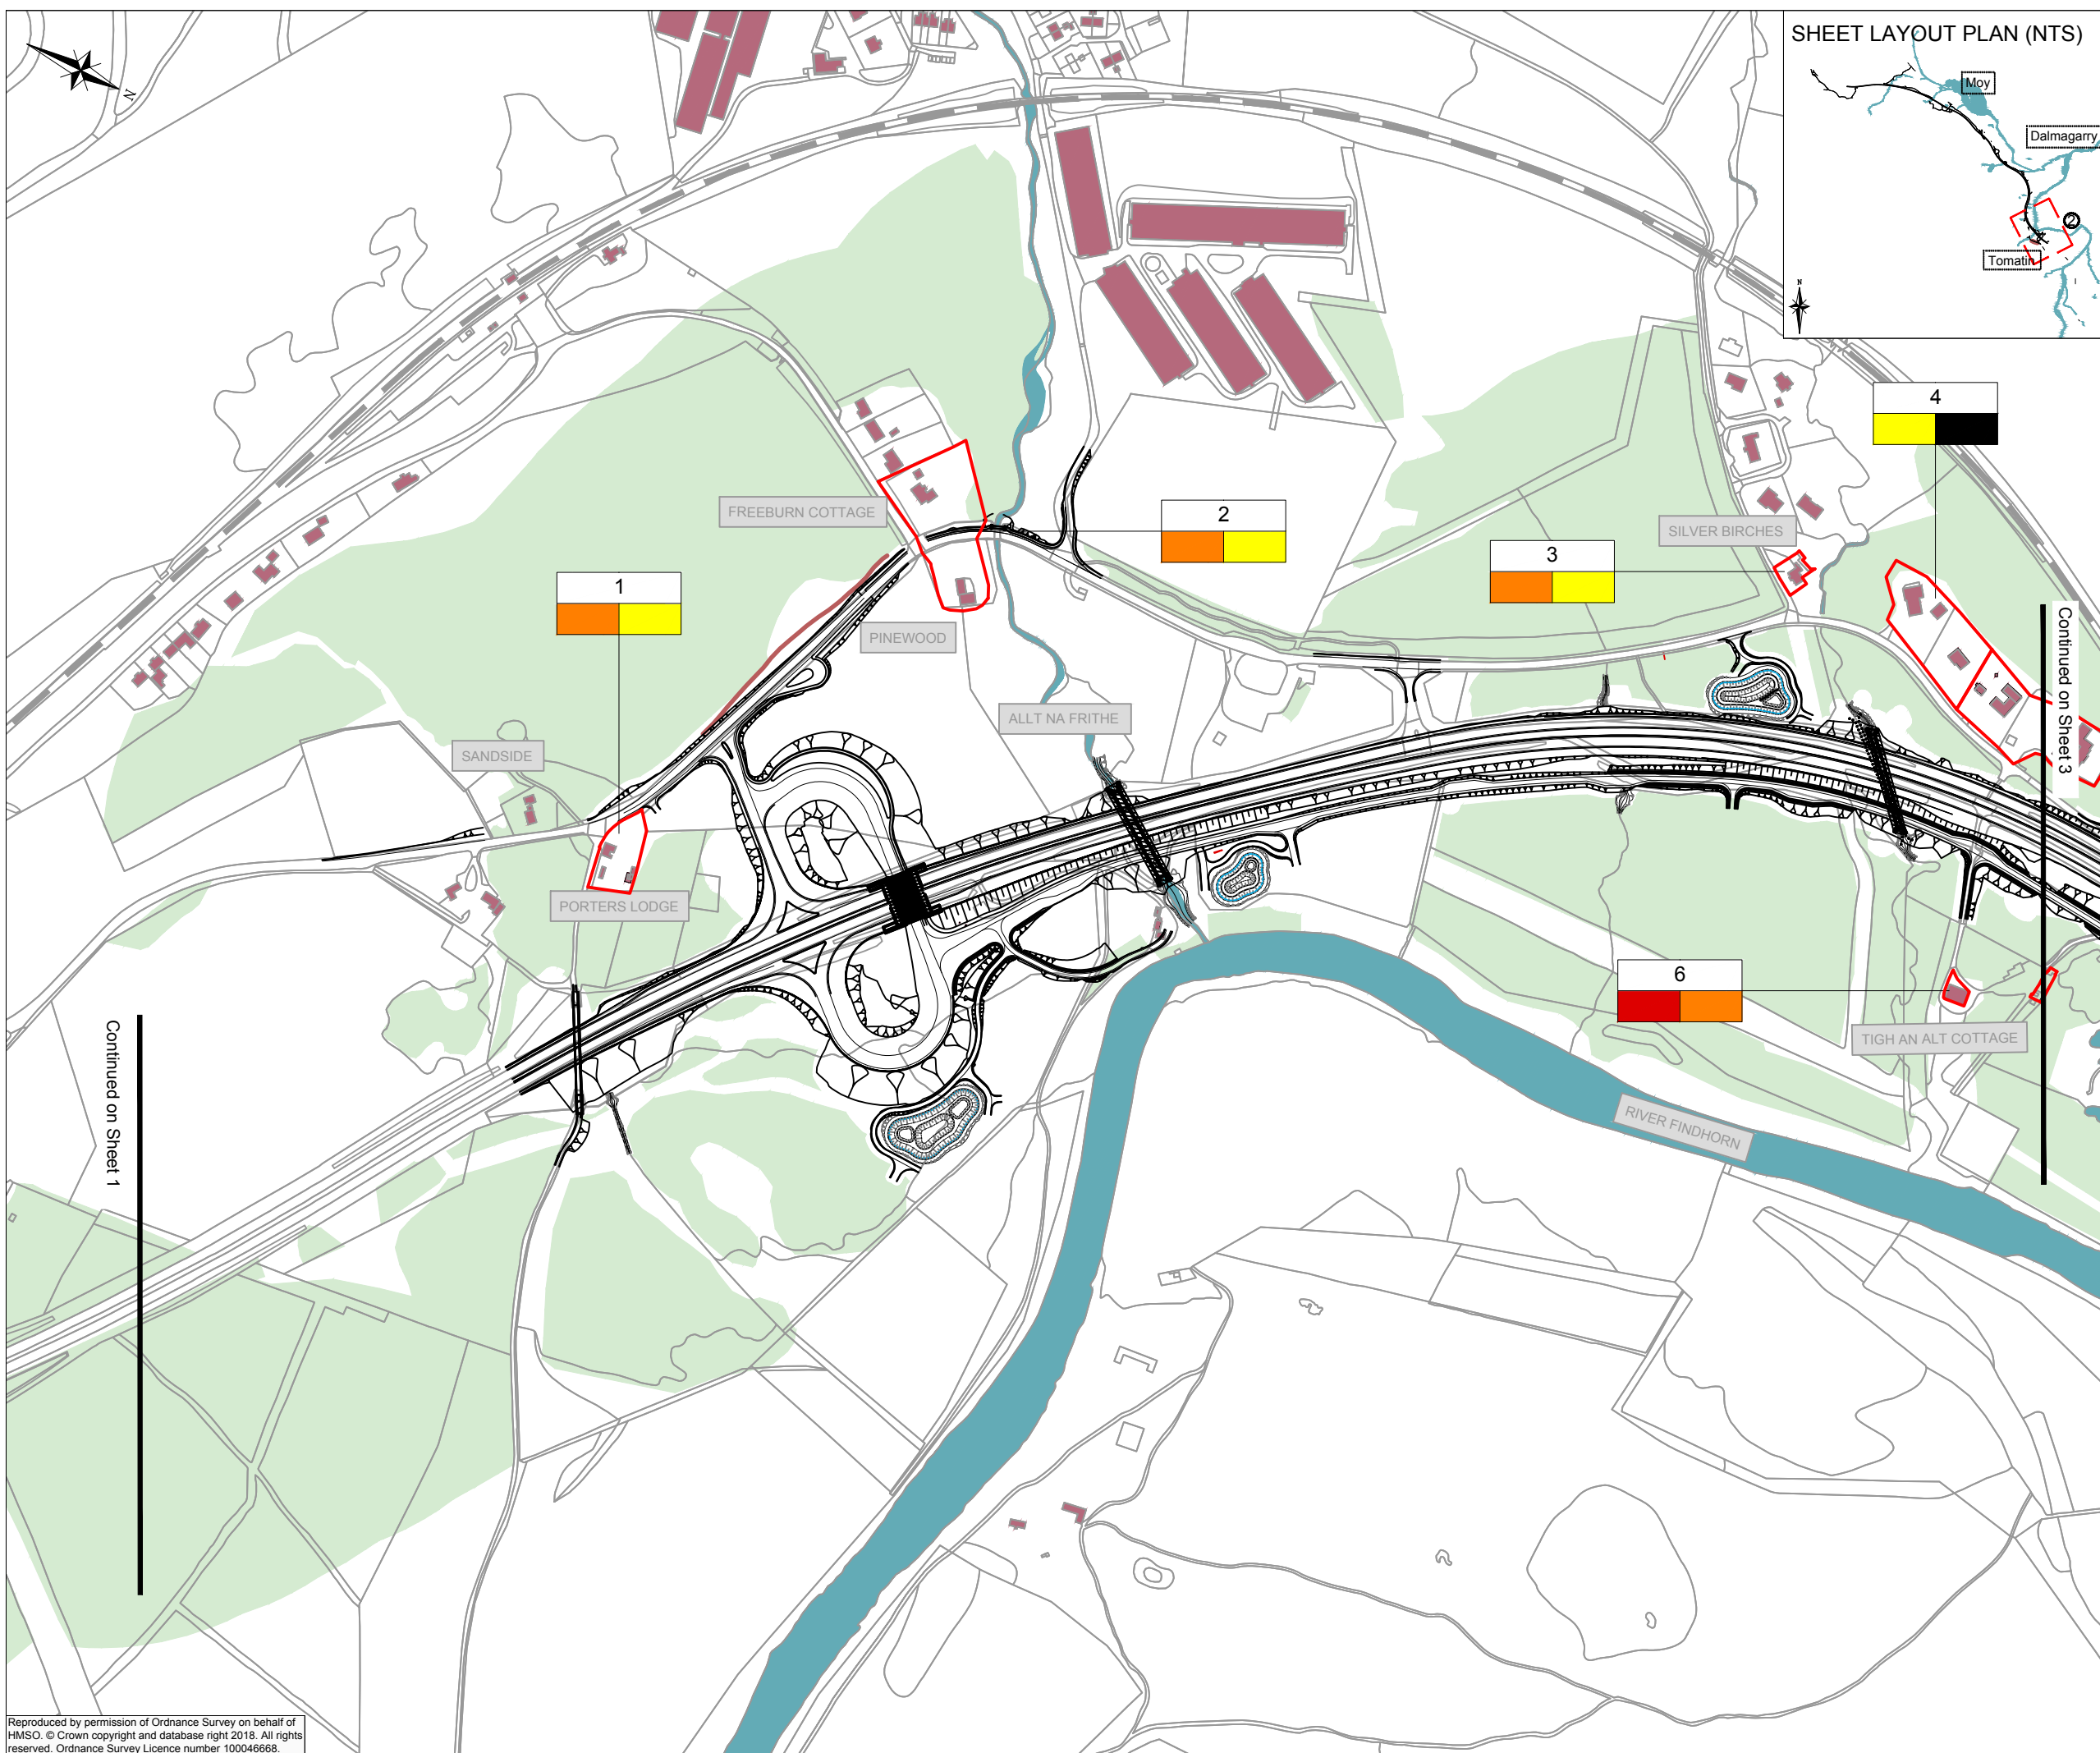 SHEET LAYOUT PLAN (NTS)
Moy
Dalmagarry
2
Tomatin
N
N
4
FREEBURN COTTAGE
2
SILVER BIRCHES
3
1
PINEWOOD
Continued on Sheet 3
ALLT NA FRITHE
SANDSIDE
PORTERS LODGE
6
TIGH AN ALT COTTAGE
Continued on Sheet 1
RIVER FINDHORN
Reproduced by permission of Ordnance Survey on behalf of
HMSO. © Crown copyright and database right 2018. All rights
reserved. Ordnance Survey Licence number 100046668.